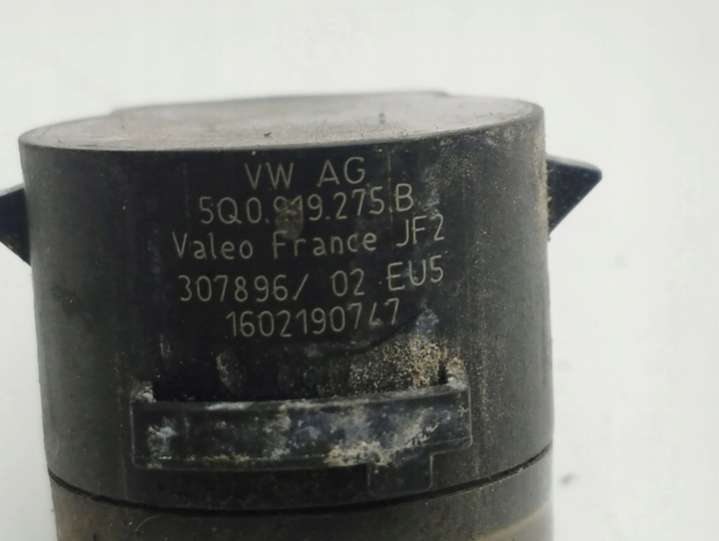 VW AG
5Q0.919.275.B
Valeo France JF2
307896/ 02 EU5
1602190747